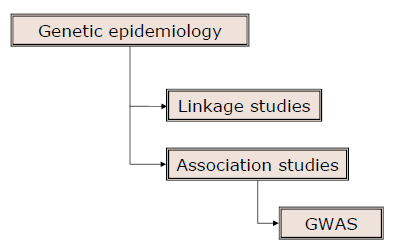 Genetic epidemiology
Linkage studies
Association studies
GWAS